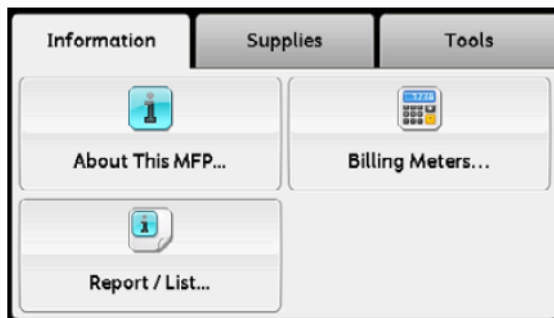 Information
Supplies
Tools
About This MFP...
Billing Meters...
Report / List...